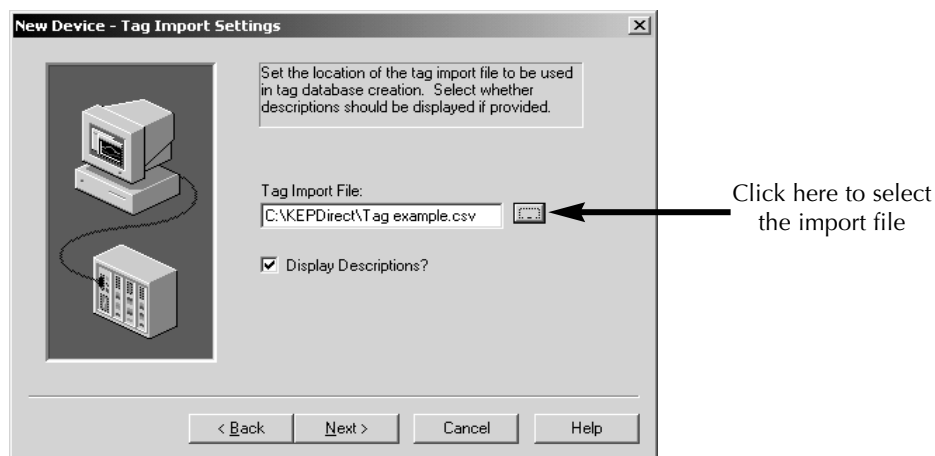 New Device - Tag Import Settings
Set the location of the tag import file to be used
in tag database creation. Select whether
descriptions should be displayed if provided.
Tag Import File:
C:\KEPDirect\Tag example.csv
...
Click here to select
the import file
Display Descriptions?
< Back
Next >
Cancel
Help